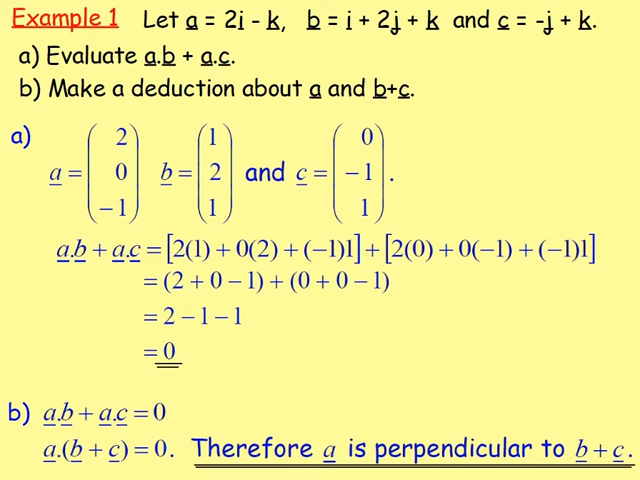 Example 1 Let a = 2i - k, b = i + 2j + k and c = -j + k.
a) Evaluate a.b + a.c.
b) Make a deduction about a and b+c.
a)
a = ( 2 0 −1 ) b = ( 1 2 1 ) and c = ( 0 −1 1 ) .
a.b + a.c = [2(1) + 0(2) + (−1)1] + [2(0) + 0(−1) + (−1)1]
= (2 + 0 − 1) + (0 + 0 − 1)
= 2 − 1 − 1
= 0
b) a.b + a.c = 0
a.(b + c) = 0. Therefore a is perpendicular to b + c.